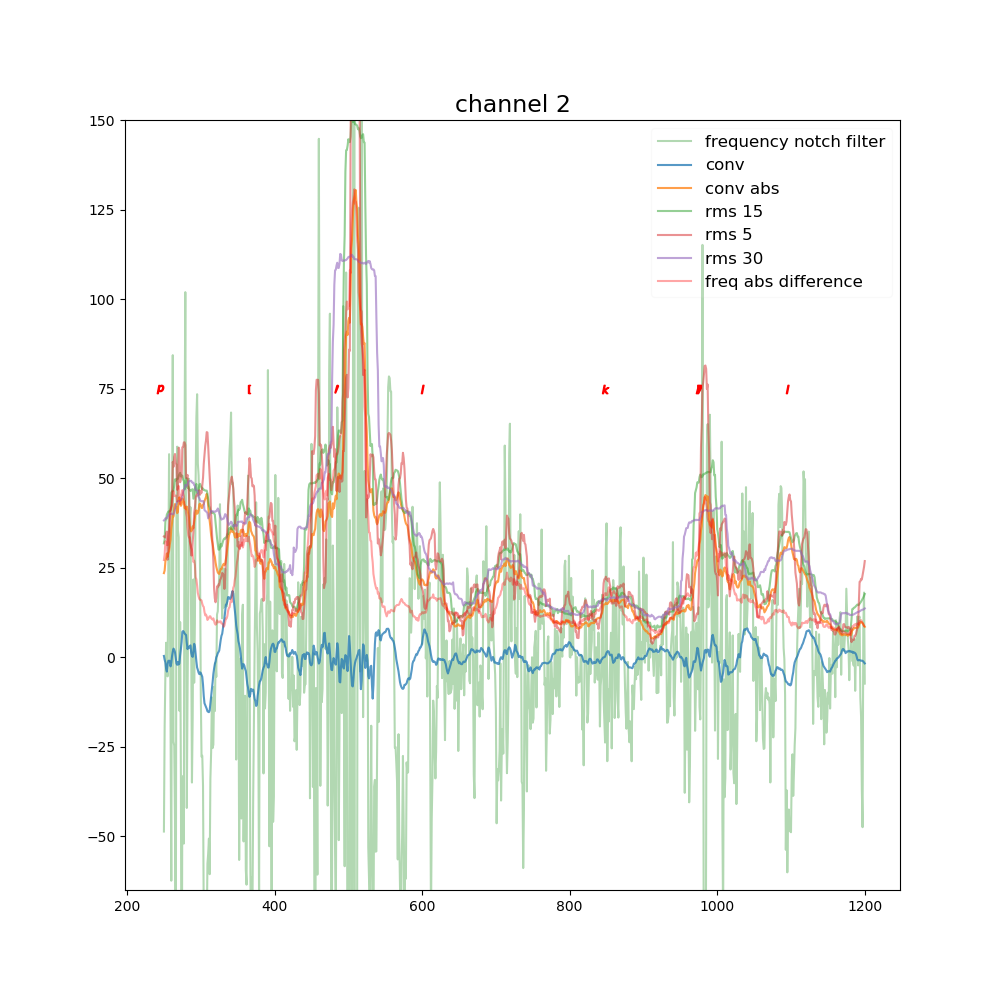 channel 2
150
125
100
75
50
25
0
−25
−50
frequency notch filter
conv
conv abs
rms 15
rms 5
rms 30
freq abs difference
p l k l
200 400 600 800 1000 1200